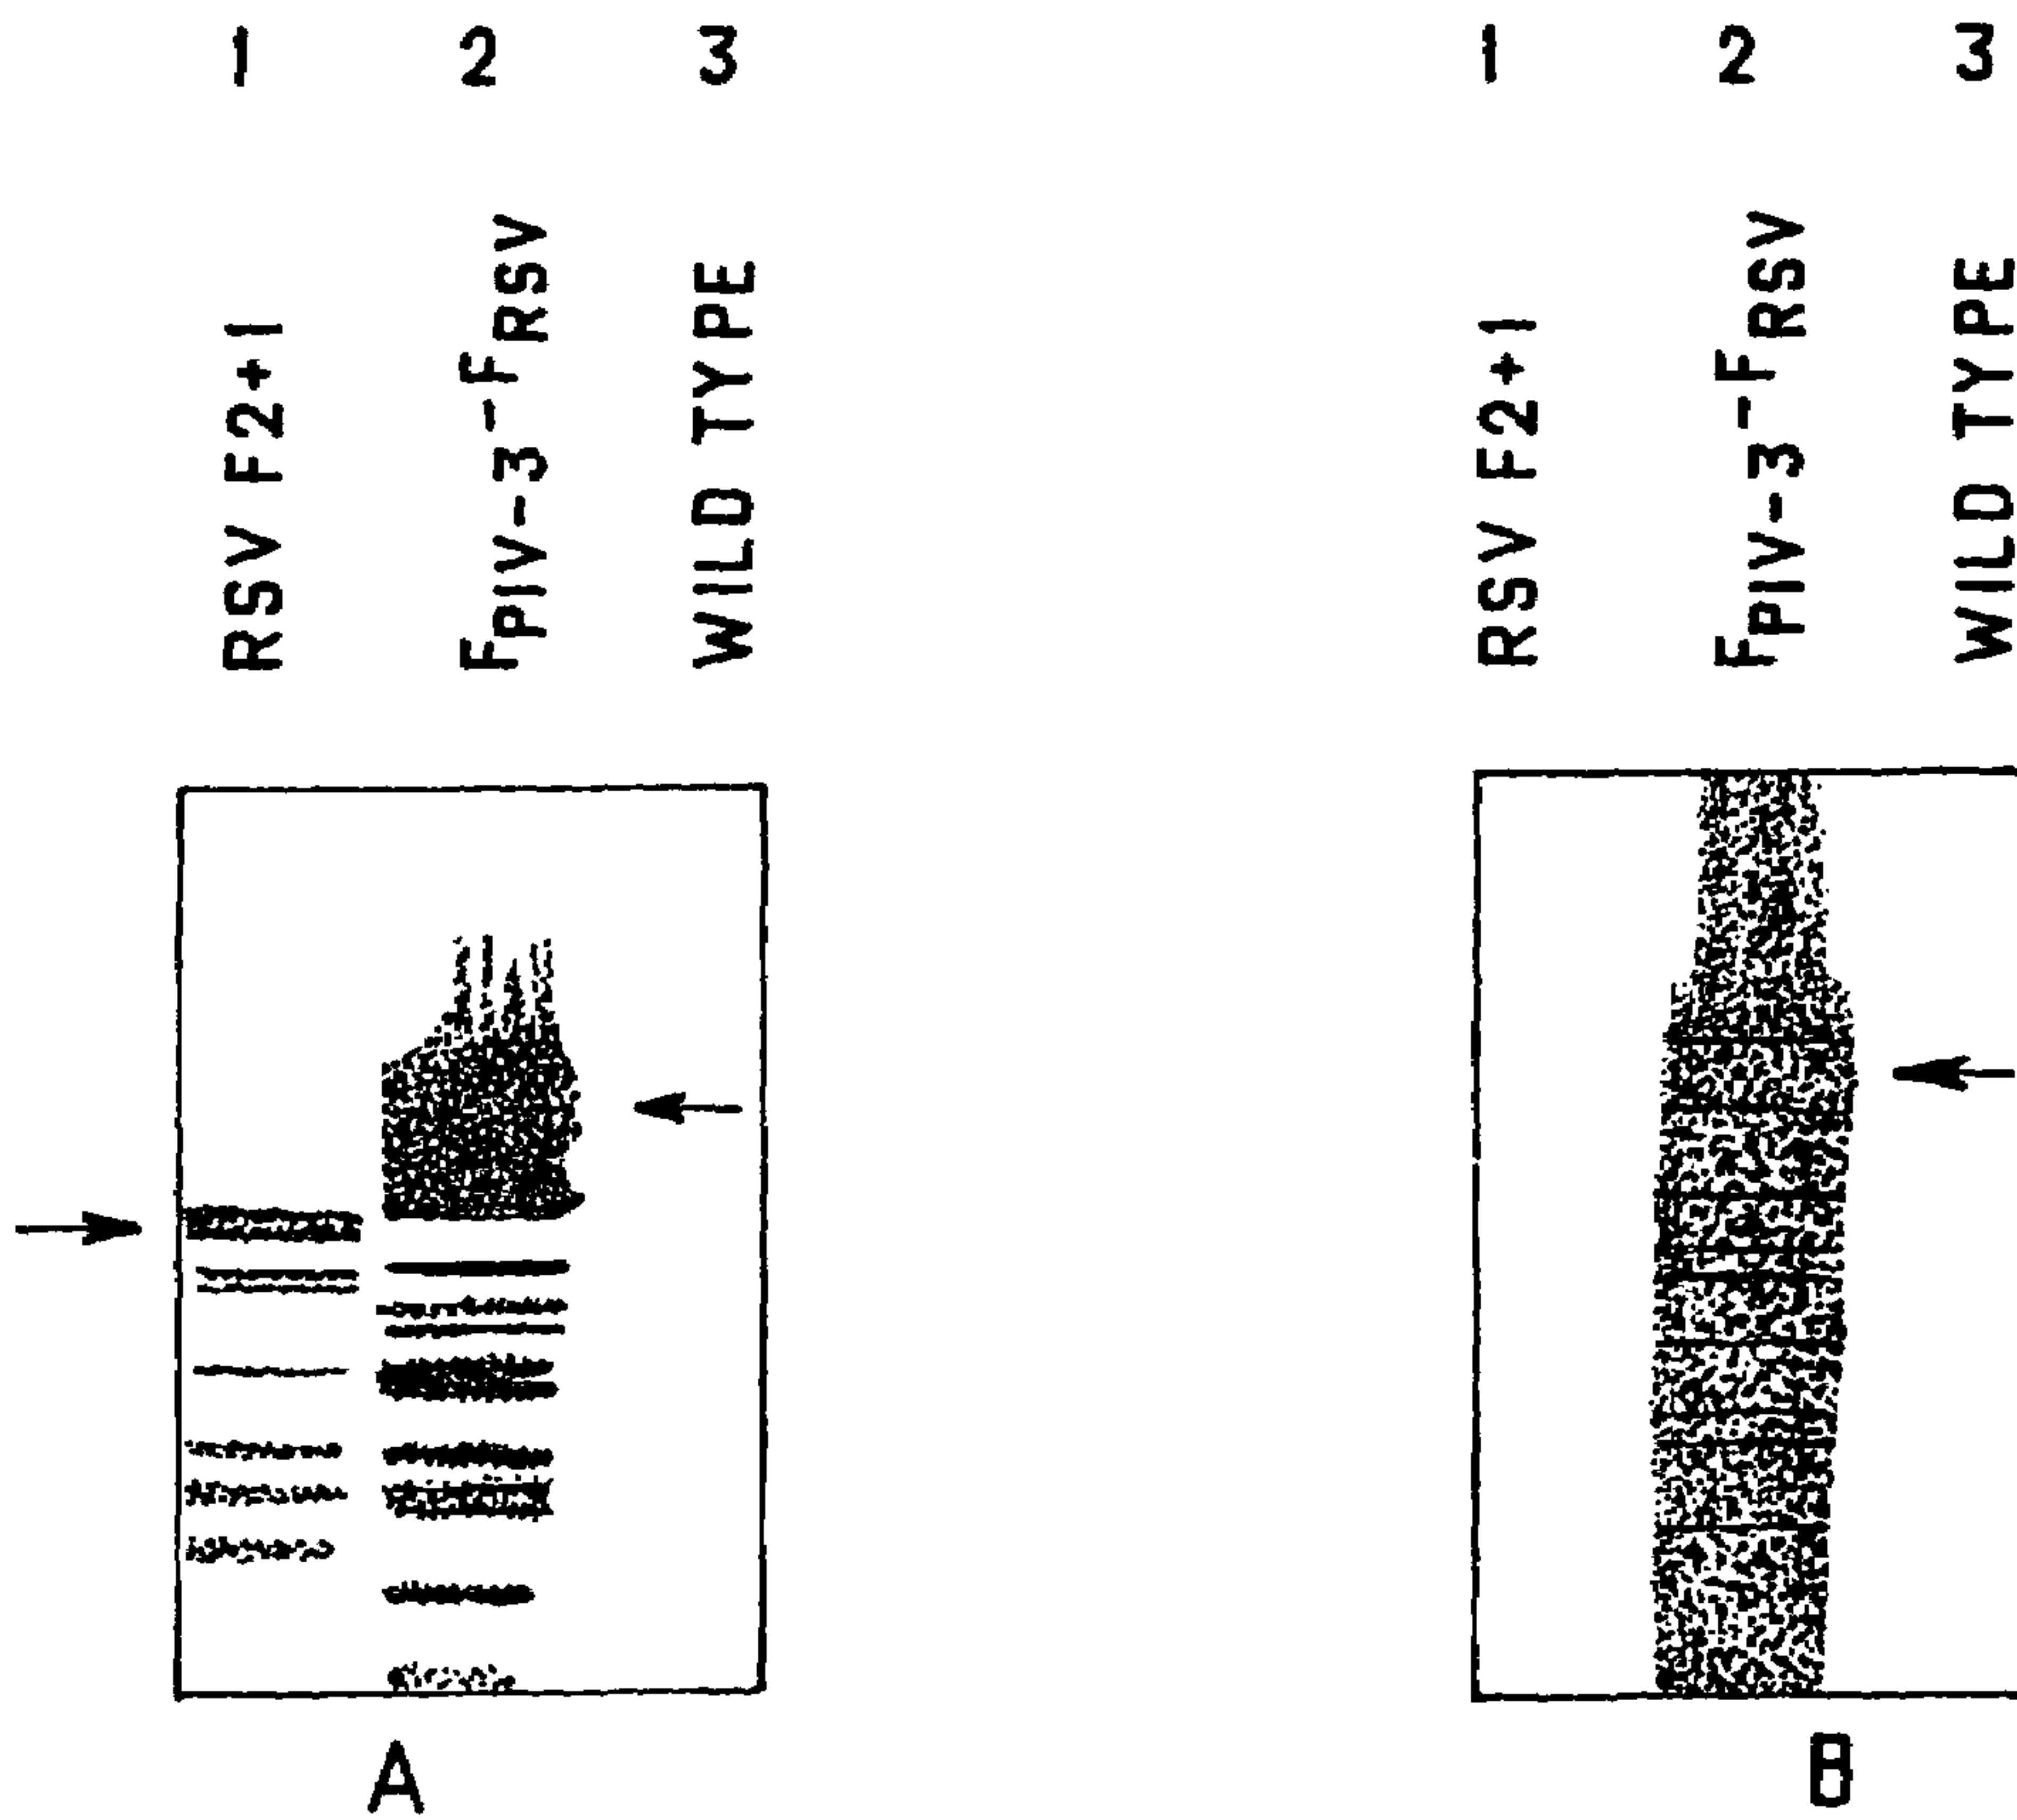 1 2 3
RSV F2+1
FPIV-3-FRSV
WILD TYPE
A
1 2 3
RSV F2+1
FPIV-3-FRSV
WILD TYPE
B